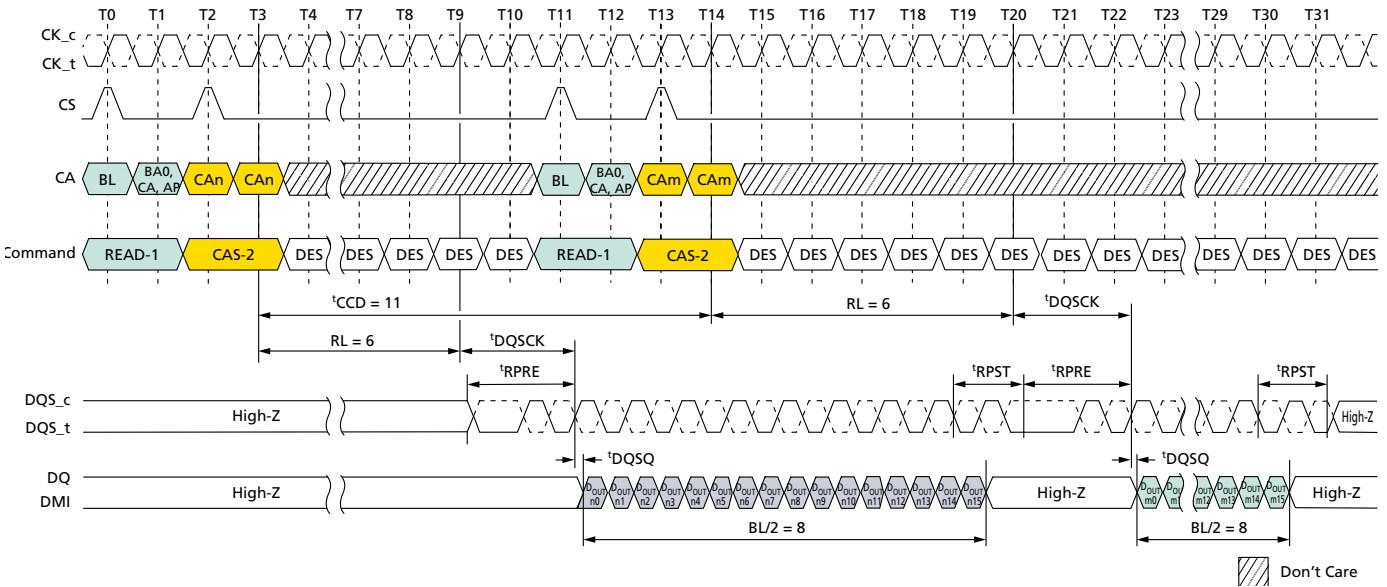 T0 T1 T2 T3 T4 T7 T8 T9 T10 T11 T12 T13 T14 T15 T16 T17 T18 T19 T20 T21 T22 T23 T29 T30 T31
CK_c
CK_t
CS
CA BL BA0, CA, AP CAn CAn BL BA0, CA, AP CAm CAm
Command READ-1 CAS-2 DES DES DES DES DES READ-1 CAS-2 DES DES DES DES DES DES DES DES DES DES DES DES DES
tCCD = 11 RL = 6 tDQSCK
RL = 6 tDQSCK
tRPRE tRPST tRPRE tRPST
DQS_c
DQS_t High-Z High-Z
tDQSQ tDQSQ
DQ
DMI High-Z DOUT n0 DOUT n1 DOUT n2 DOUT n3 DOUT n4 DOUT n5 DOUT n6 DOUT n7 DOUT n8 DOUT n9 DOUT n10 DOUT n11 DOUT n12 DOUT n13 DOUT n14 DOUT n15 High-Z DOUT m0 DOUT m12 DOUT m13 DOUT m14 DOUT m15 High-Z
BL/2 = 8 BL/2 = 8
Don't Care